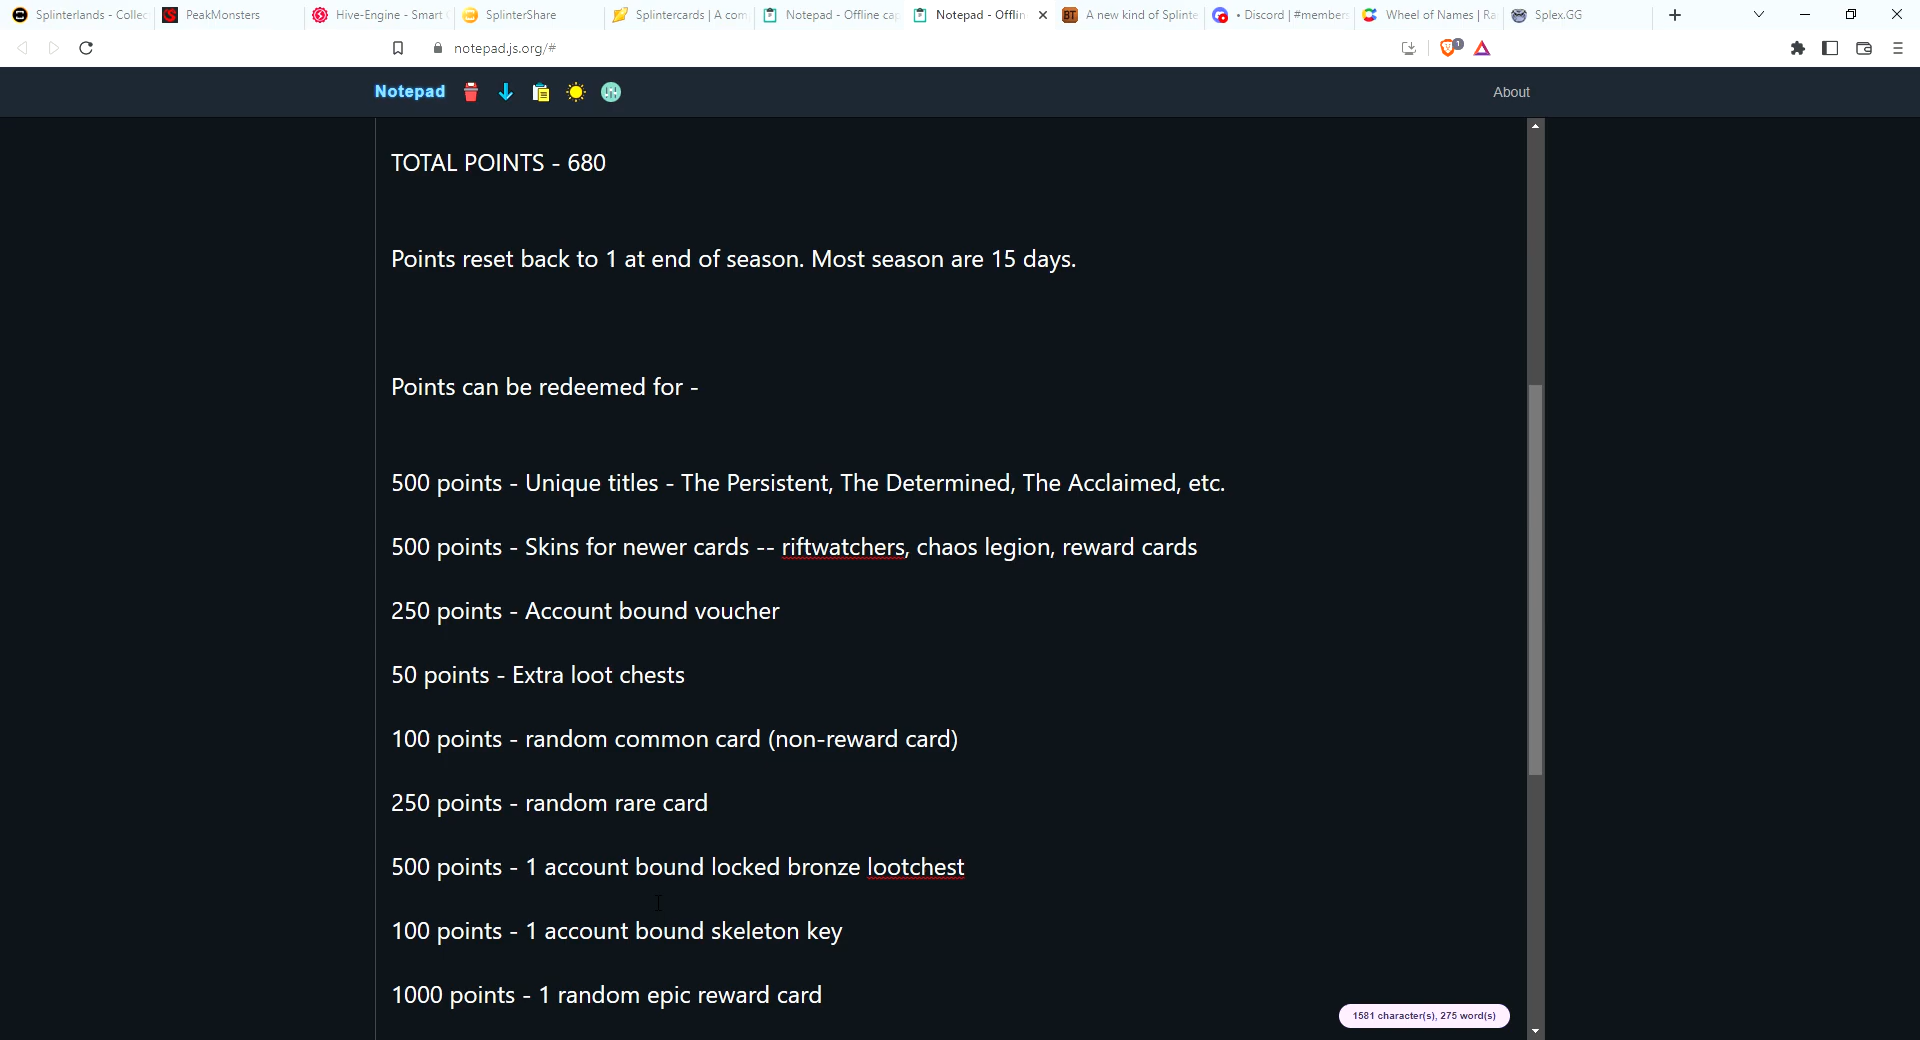 Splinterlands - Collec
PeakMonsters
Hive-Engine - Smart
SplinterShare
Splintercards | A com
Notepad - Offline cap
Notepad - Offlin
A new kind of Splinte
• Discord | #member
Wheel of Names | Ra
Splex.GG
notepad.js.org/#
1
Notepad
About
TOTAL POINTS - 680
Points reset back to 1 at end of season. Most season are 15 days.
Points can be redeemed for -
500 points - Unique titles - The Persistent, The Determined, The Acclaimed, etc.
500 points - Skins for newer cards -- riftwatchers, chaos legion, reward cards
250 points - Account bound voucher
50 points - Extra loot chests
100 points - random common card (non-reward card)
250 points - random rare card
500 points - 1 account bound locked bronze lootchest
100 points - 1 account bound skeleton key
1000 points - 1 random epic reward card
1581 character(s), 275 word(s)